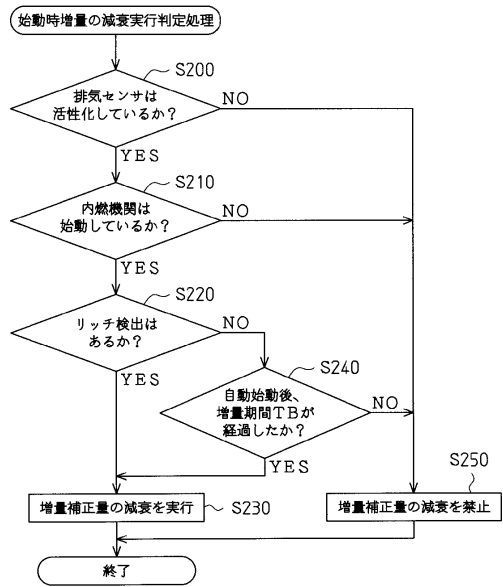 始動時増量の減衰実行判定処理
S200
排気センサは
活性化しているか？
NO
YES
S210
内燃機関は
始動しているか？
NO
YES
S220
リッチ検出は
あるか？
NO
YES
S240
自動始動後、
増量期間TBが
経過したか？
NO
YES
S250
増量補正量の減衰を実行
S230
増量補正量の減衰を禁止
終了